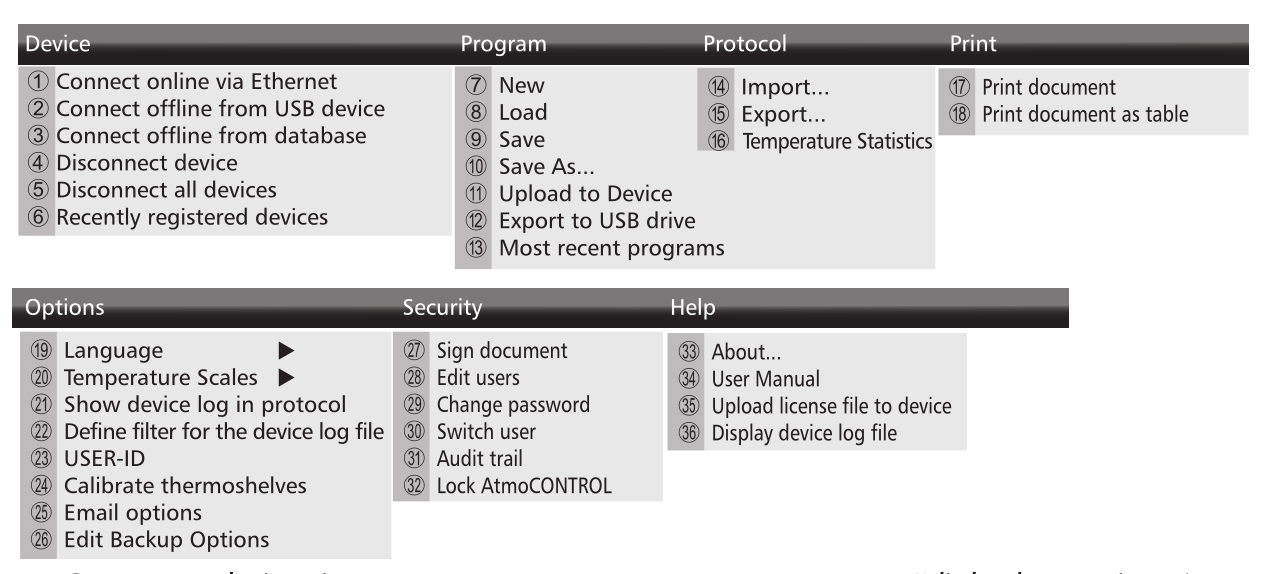 Device Program Protocol Print
① Connect online via Ethernet
② Connect offline from USB device
③ Connect offline from database
④ Disconnect device
⑤ Disconnect all devices
⑥ Recently registered devices
⑦ New
⑧ Load
⑨ Save
⑩ Save As...
⑪ Upload to Device
⑫ Export to USB drive
⑬ Most recent programs
⑭ Import...
⑮ Export...
⑯ Temperature Statistics
⑰ Print document
⑱ Print document as table
Options Security Help
⑲ Language ▶
⑳ Temperature Scales ▶
㉑ Show device log in protocol
㉒ Define filter for the device log file
㉓ USER-ID
㉔ Calibrate thermoshelves
㉕ Email options
㉖ Edit Backup Options
㉗ Sign document
㉘ Edit users
㉙ Change password
㉚ Switch user
㉛ Audit trail
㉜ Lock AtmoCONTROL
㉝ About...
㉞ User Manual
㉟ Upload license file to device
㊱ Display device log file